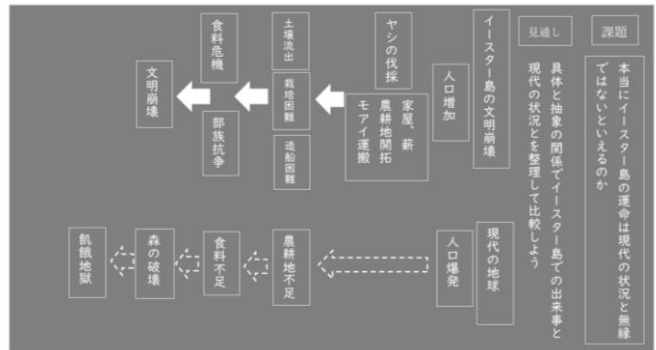 課題
本当にイースター島の運命は現代の状況と無縁
ではないといえるのか
見通し
具体と抽象の関係でイースター島での出来事と
現代の状況とを整理して比較しよう
イースター島の文明崩壊
人口増加
ヤシの伐採
家屋、薪
農耕地開拓
モアイ運搬
土壌流出
栽培困難
造船困難
食料危機
部族抗争
文明崩壊
現代の地球
人口爆発
農耕地不足
食料不足
森の破壊
飢餓地獄